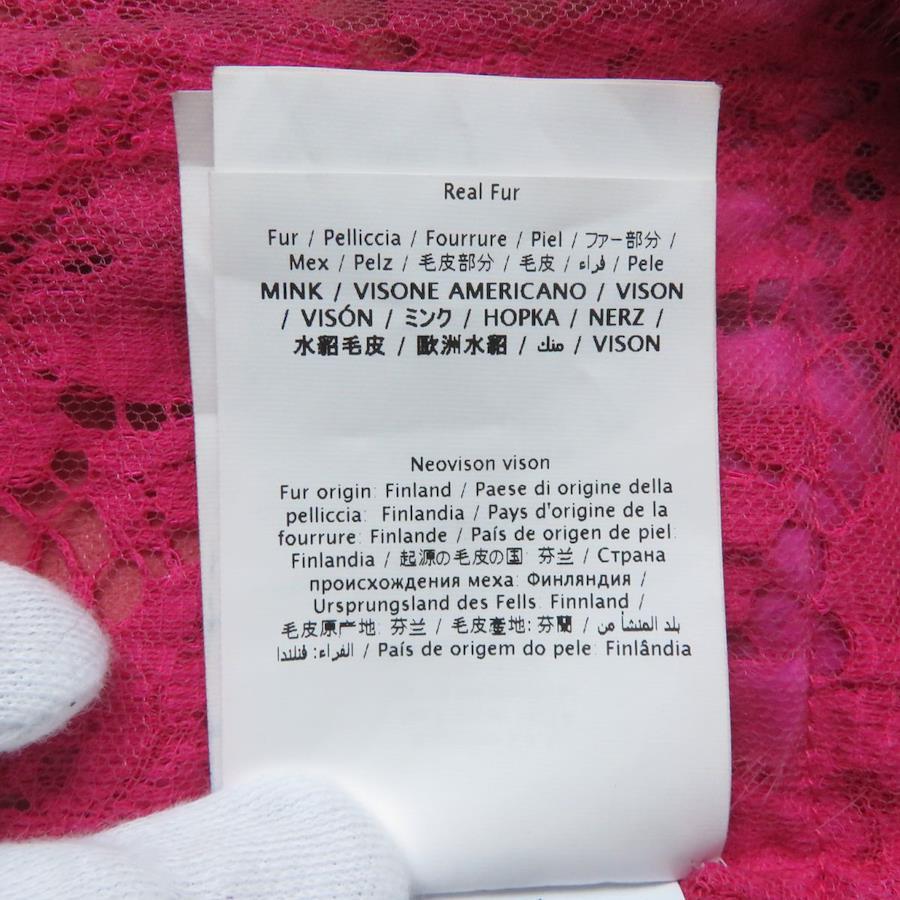 Real Fur
Fur / Pelliccia / Fourrure / Piel / ファー部分 /
Mex / Pelz / 毛皮部分 / 毛皮 / فراء / Pele
MINK / VISONE AMERICANO / VISON
/ VISÓN / ミンク / HOPKA / NERZ /
水貂毛皮 / 歐洲水貂 / منك / VISON
Neovison vison
Fur origin: Finland / Paese di origine della
pelliccia: Finlandia / Pays d'origine de la
fourrure: Finlande / País de origen de piel:
Finlandia / 起源の毛皮の国: 芬兰 / Страна
происхождения меха: Финляндия /
Ursprungsland des Fells: Finnland /
毛皮原产地: 芬兰 / 毛皮產地: 芬蘭 / بلد المنشأ من
الفراء: فنلندا / País de origem do pele: Finlândia